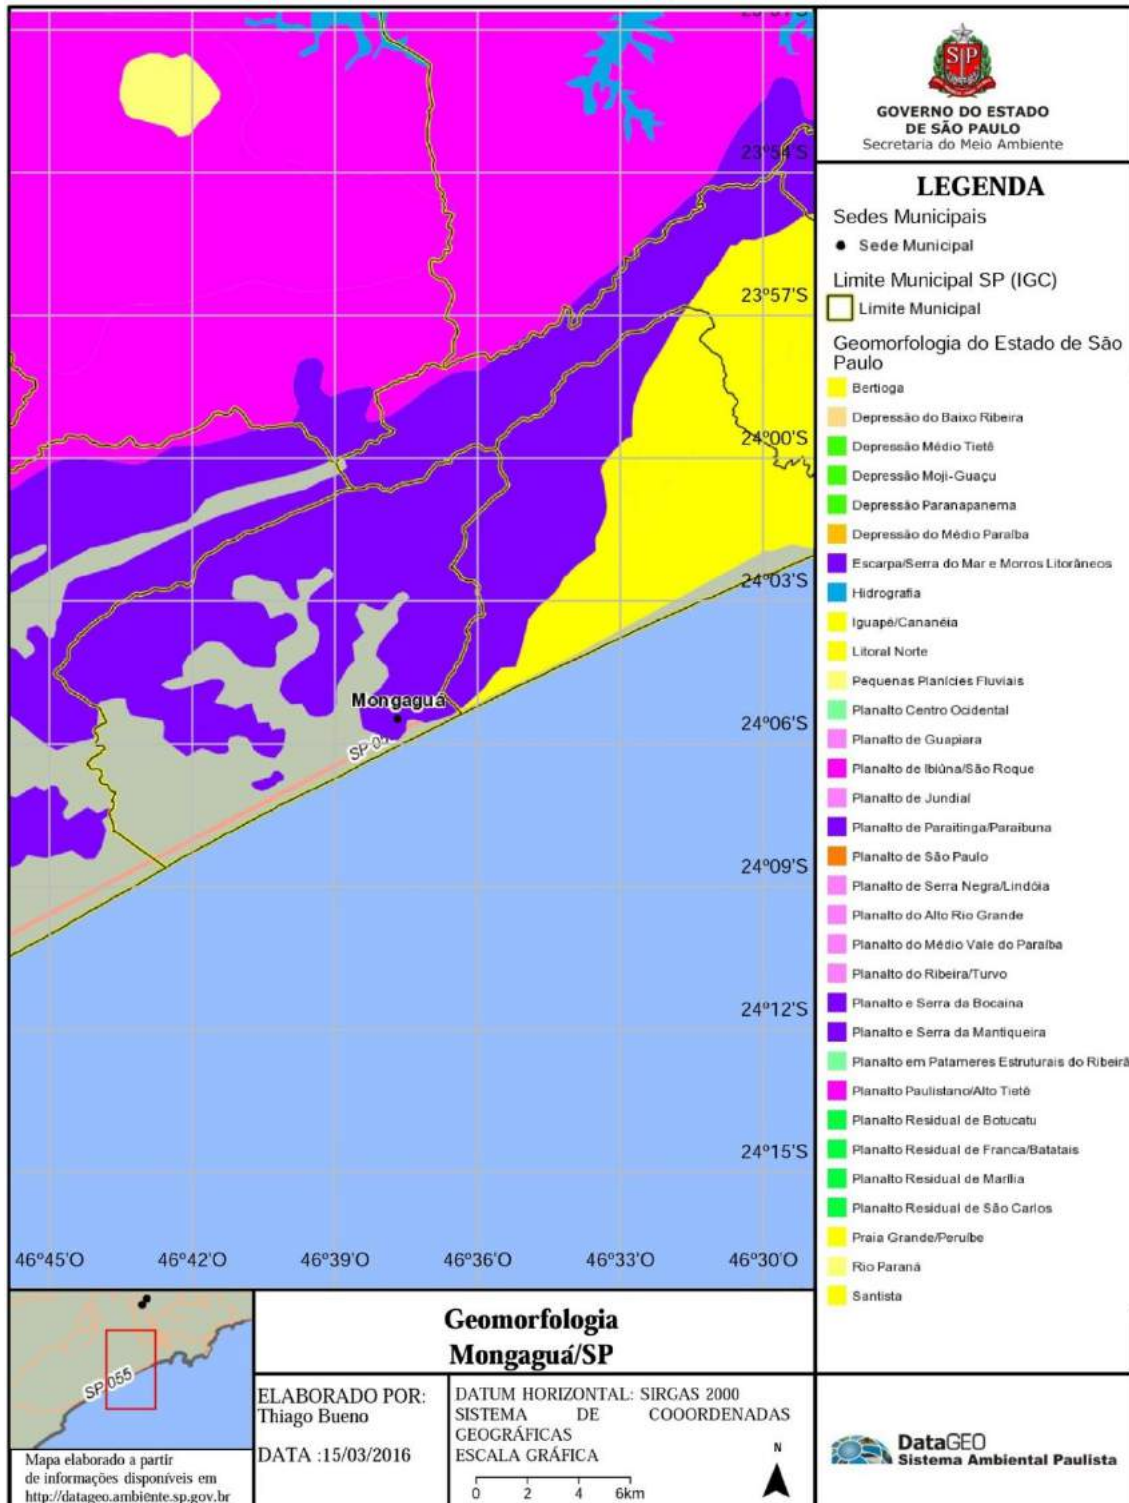 23°54'S
23°57'S
24°00'S
24°03'S
Mongaguá
24°06'S
24°09'S
24°12'S
24°15'S
46°45'O 46°42'O 46°39'O 46°36'O 46°33'O 46°30'O
GOVERNO DO ESTADO
DE SÃO PAULO
Secretaria do Meio Ambiente
LEGENDA
Sedes Municipais
Sede Municipal
Limite Municipal SP (IGC)
Limite Municipal
Geomorfologia do Estado de São
Paulo
Bertioga
Depressão do Baixo Ribeira
Depressão Médio Tietê
Depressão Moji-Guaçu
Depressão Paranapanema
Depressão do Médio Paraíba
Escarpa/Serra do Mar e Morros Litorâneos
Hidrografia
Iguapé/Cananéia
Litoral Norte
Pequenas Planícies Fluviais
Planalto Centro Ocidental
Planalto de Guapiara
Planalto de Ibiúna/São Roque
Planalto de Jundiaí
Planalto de Paraitinga/Paraibuna
Planalto de São Paulo
Planalto de Serra Negra/Lindóia
Planalto do Alto Rio Grande
Planalto do Médio Vale do Paraíba
Planalto do Ribeira/Turvo
Planalto e Serra da Bocaina
Planalto e Serra da Mantiqueira
Planalto em Patameres Estruturais do Ribeirã
Planalto Paulistano/Alto Tietê
Planalto Residual de Botucatu
Planalto Residual de Franca/Batatais
Planalto Residual de Marília
Planalto Residual de São Carlos
Praia Grande/Peruíbe
Rio Paraná
Santista
SP 055
Mapa elaborado a partir
de informações disponíveis em
http://datageo.ambiente.sp.gov.br
Geomorfologia
Mongaguá/SP
ELABORADO POR:
Thiago Bueno
DATA :15/03/2016
DATUM HORIZONTAL: SIRGAS 2000
SISTEMA DE COOORDENADAS
GEOGRÁFICAS
ESCALA GRÁFICA
N
0 2 4 6km
DataGEO
Sistema Ambiental Paulista